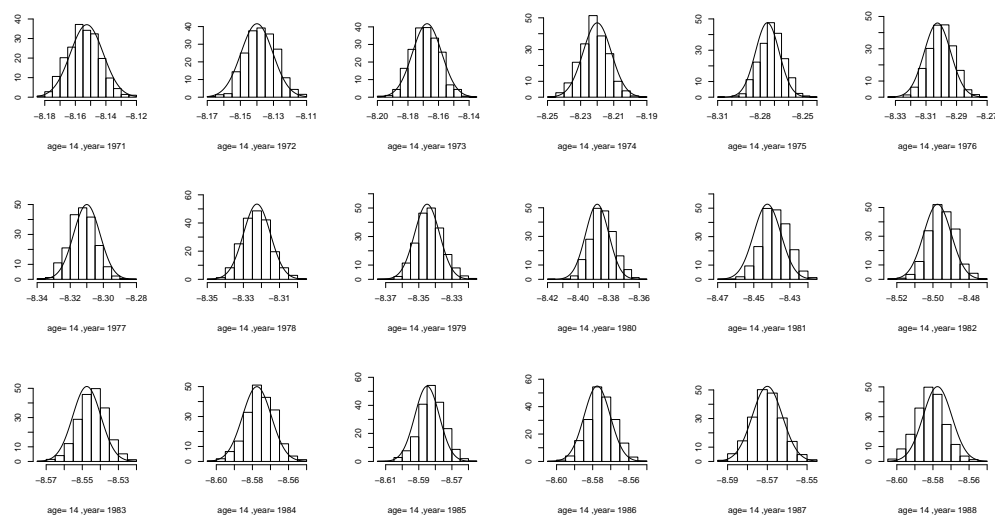 0 10 20 30 40
−8.18 −8.16 −8.14 −8.12
age= 14 ,year= 1971
0 10 20 30 40
−8.17 −8.15 −8.13 −8.11
age= 14 ,year= 1972
0 10 20 30 40
−8.20 −8.18 −8.16 −8.14
age= 14 ,year= 1973
0 10 30 50
−8.25 −8.23 −8.21 −8.19
age= 14 ,year= 1974
0 10 30 50
−8.31 −8.29 −8.27 −8.25
age= 14 ,year= 1975
0 10 30 50
−8.33 −8.31 −8.29 −8.27
age= 14 ,year= 1976
0 10 30 50
−8.34 −8.32 −8.30 −8.28
age= 14 ,year= 1977
0 20 40 60
−8.35 −8.33 −8.31
age= 14 ,year= 1978
0 10 30 50
−8.37 −8.35 −8.33
age= 14 ,year= 1979
0 10 30 50
−8.42 −8.40 −8.38 −8.36
age= 14 ,year= 1980
0 10 30 50
−8.47 −8.45 −8.43
age= 14 ,year= 1981
0 10 30 50
−8.52 −8.50 −8.48
age= 14 ,year= 1982
0 10 30 50
−8.57 −8.55 −8.53
age= 14 ,year= 1983
0 10 30 50
−8.60 −8.58 −8.56
age= 14 ,year= 1984
0 20 40 60
−8.61 −8.59 −8.57
age= 14 ,year= 1985
0 20 40 60
−8.60 −8.58 −8.56
age= 14 ,year= 1986
0 10 30 50
−8.59 −8.57 −8.55
age= 14 ,year= 1987
0 10 30 50
−8.60 −8.58 −8.56
age= 14 ,year= 1988